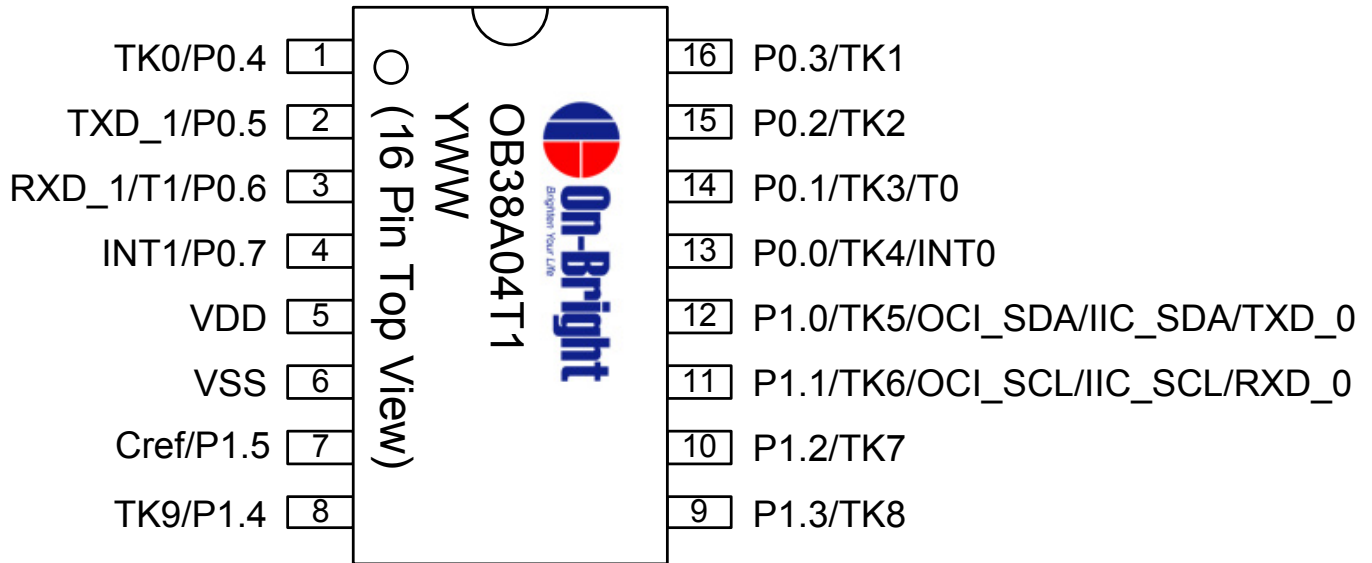 TK0/P0.4 1
TXD_1/P0.5 2
RXD_1/T1/P0.6 3
INT1/P0.7 4
VDD 5
VSS 6
Cref/P1.5 7
TK9/P1.4 8
On-Bright
Brighten Your Life
OB38A04T1
YWW
(16 Pin Top View)
16 P0.3/TK1
15 P0.2/TK2
14 P0.1/TK3/T0
13 P0.0/TK4/INT0
12 P1.0/TK5/OCI_SDA/IIC_SDA/TXD_0
11 P1.1/TK6/OCI_SCL/IIC_SCL/RXD_0
10 P1.2/TK7
9 P1.3/TK8